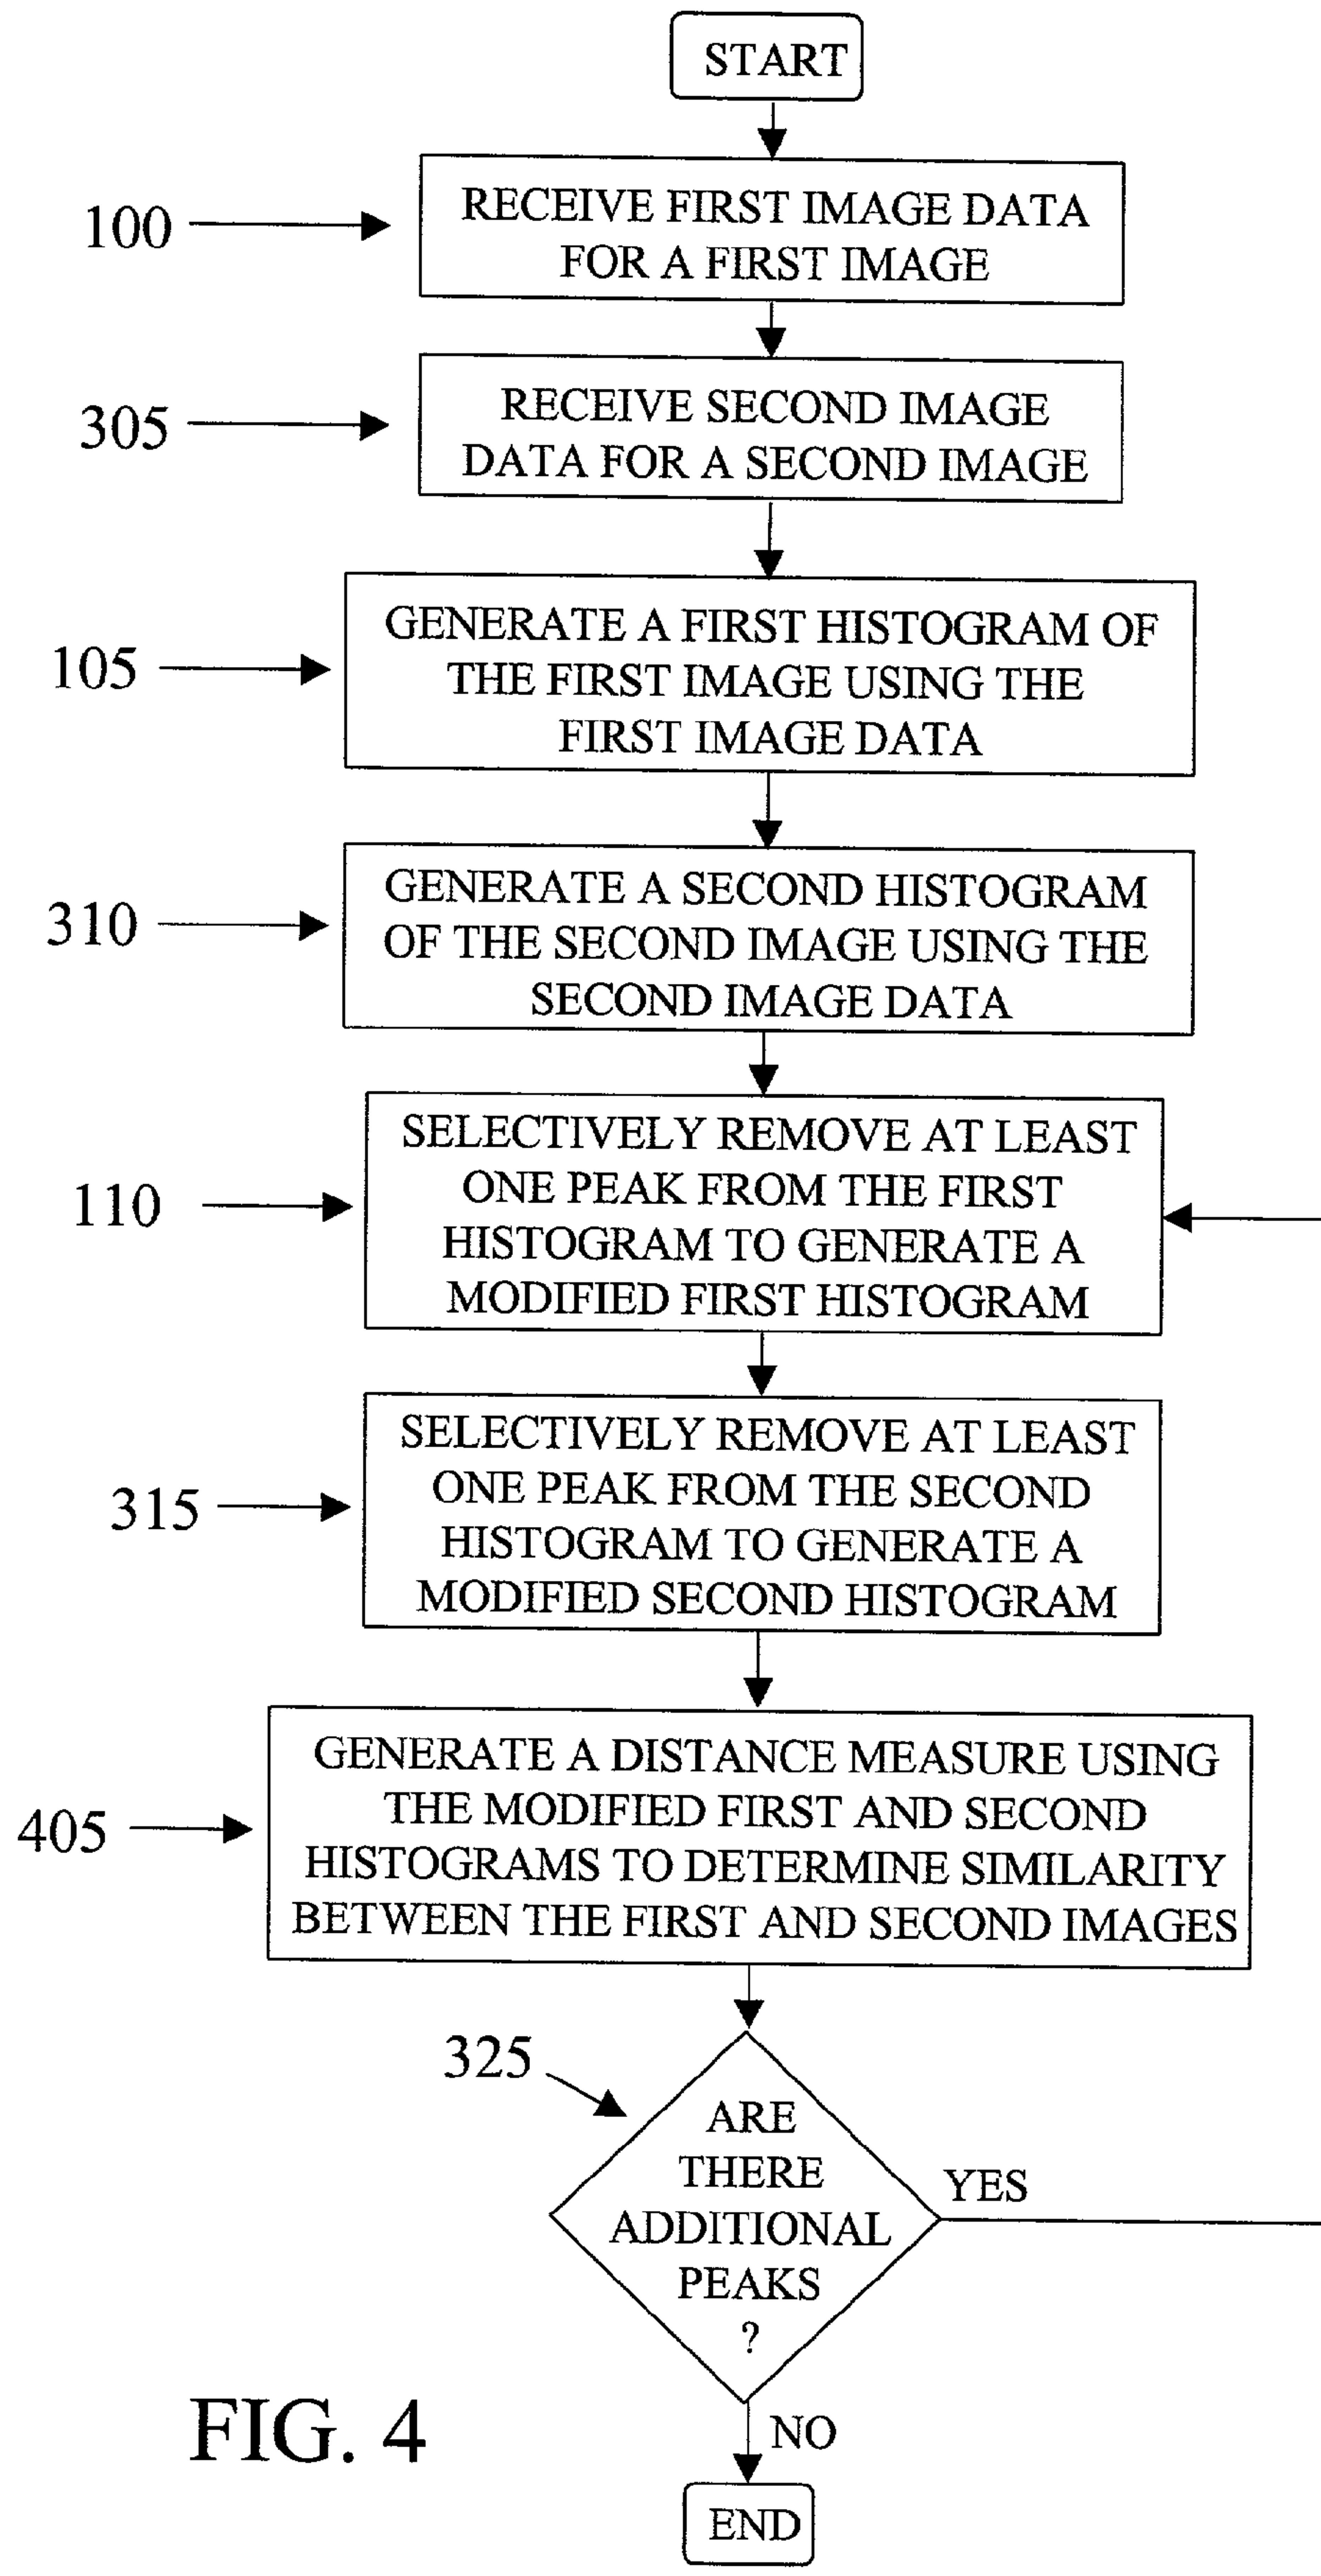 START
100
RECEIVE FIRST IMAGE DATA
FOR A FIRST IMAGE
305
RECEIVE SECOND IMAGE
DATA FOR A SECOND IMAGE
105
GENERATE A FIRST HISTOGRAM OF
THE FIRST IMAGE USING THE
FIRST IMAGE DATA
310
GENERATE A SECOND HISTOGRAM
OF THE SECOND IMAGE USING THE
SECOND IMAGE DATA
110
SELECTIVELY REMOVE AT LEAST
ONE PEAK FROM THE FIRST
HISTOGRAM TO GENERATE A
MODIFIED FIRST HISTOGRAM
315
SELECTIVELY REMOVE AT LEAST
ONE PEAK FROM THE SECOND
HISTOGRAM TO GENERATE A
MODIFIED SECOND HISTOGRAM
405
GENERATE A DISTANCE MEASURE USING
THE MODIFIED FIRST AND SECOND
HISTOGRAMS TO DETERMINE SIMILARITY
BETWEEN THE FIRST AND SECOND IMAGES
325
ARE
THERE
ADDITIONAL
PEAKS
?
YES
NO
END
FIG. 4